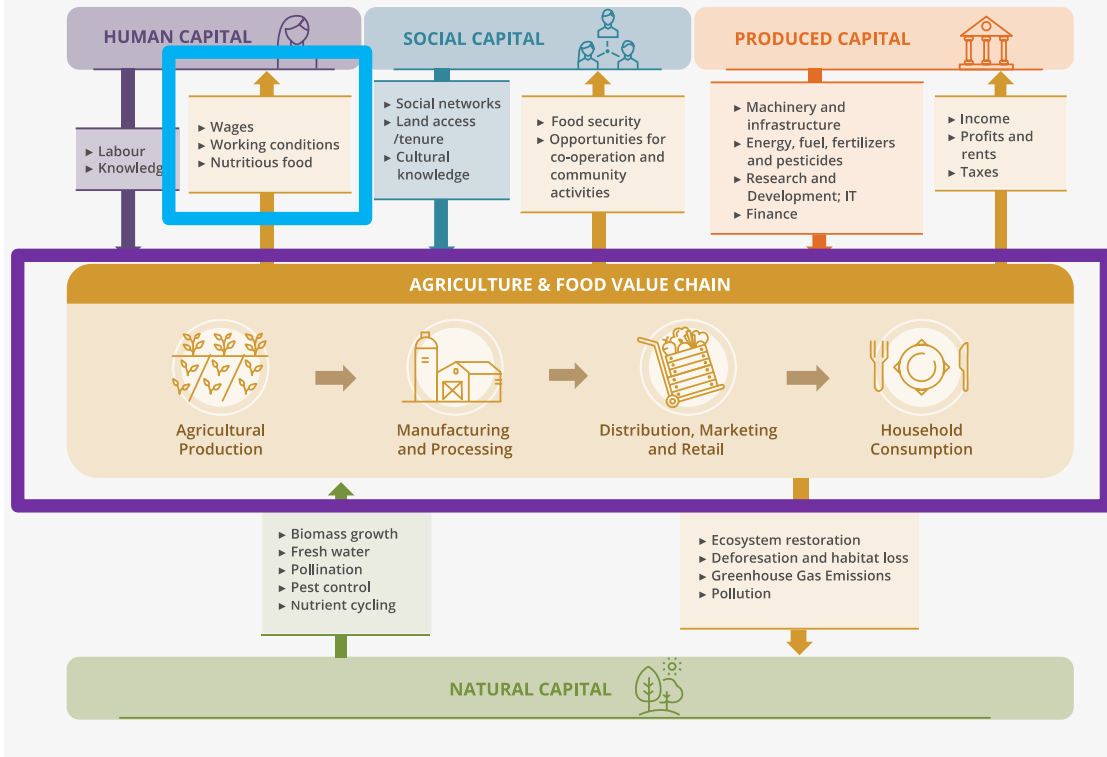 HUMAN CAPITAL
SOCIAL CAPITAL
PRODUCED CAPITAL
▸ Labour
▸ Knowledg
▸ Wages
▸ Working conditions
▸ Nutritious food
▸ Social networks
▸ Land access
/tenure
▸ Cultural
knowledge
▸ Food security
▸ Opportunities for
co-operation and
community
activities
▸ Machinery and
infrastructure
▸ Energy, fuel, fertilizers
and pesticides
▸ Research and
Development; IT
▸ Finance
▸ Income
▸ Profits and
rents
▸ Taxes
AGRICULTURE & FOOD VALUE CHAIN
Agricultural
Production
Manufacturing
and Processing
Distribution, Marketing
and Retail
Household
Consumption
▸ Biomass growth
▸ Fresh water
▸ Pollination
▸ Pest control
▸ Nutrient cycling
▸ Ecosystem restoration
▸ Deforesation and habitat loss
▸ Greenhouse Gas Emissions
▸ Pollution
NATURAL CAPITAL